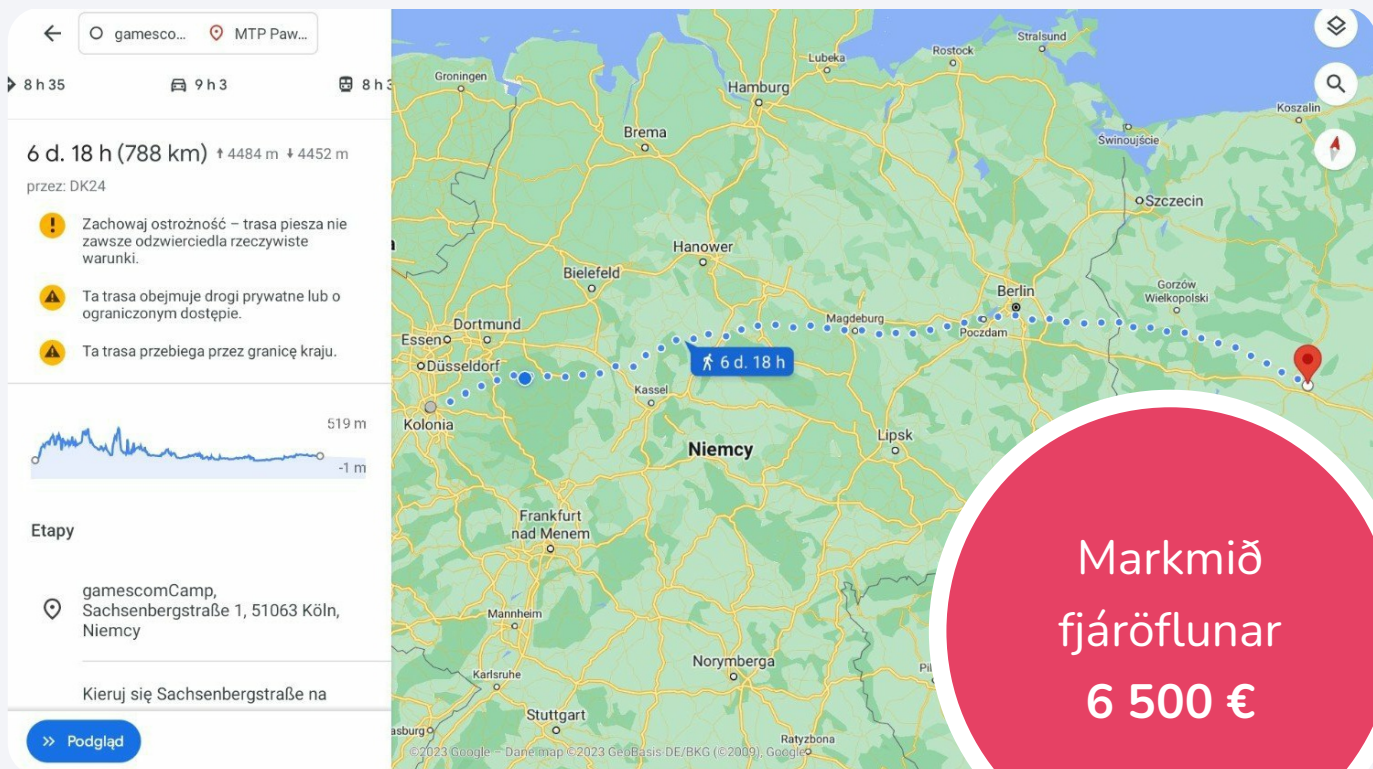 gamesco...
MTP Paw...
8 h 35
9 h 3
8 h 3
6 d. 18 h (788 km) ↑ 4484 m ↓ 4452 m
przez: DK24
Zachowaj ostrożność – trasa piesza nie
zawsze odzwierciedla rzeczywiste
warunki.
Ta trasa obejmuje drogi prywatne lub o
ograniczonym dostępie.
Ta trasa przebiega przez granicę kraju.
519 m
-1 m
Etapy
gamescomCamp,
Sachsenbergstraße 1, 51063 Köln,
Niemcy
Kieruj się Sachsenbergstraße na
Podgląd
Groningen
Lubeka
Rostock
Stralsund
Hamburg
Koszalin
Brema
Świnoujście
Szczecin
Hanower
Bielefeld
Berlin
Gorzów
Wielkopolski
Magdeburg
Poczdam
Dortmund
Essen
Düsseldorf
6 d. 18 h
Kassel
Kolonia
Lipsk
Niemcy
Frankfurt
nad Menem
Mannheim
Norymberga
Karlsruhe
Stuttgart
asburg
Ratyzbona
©2023 Google – Dane map ©2023 GeoBasis-DE/BKG (©2009), Google
Markmið
fjáröflunar
6 500 €